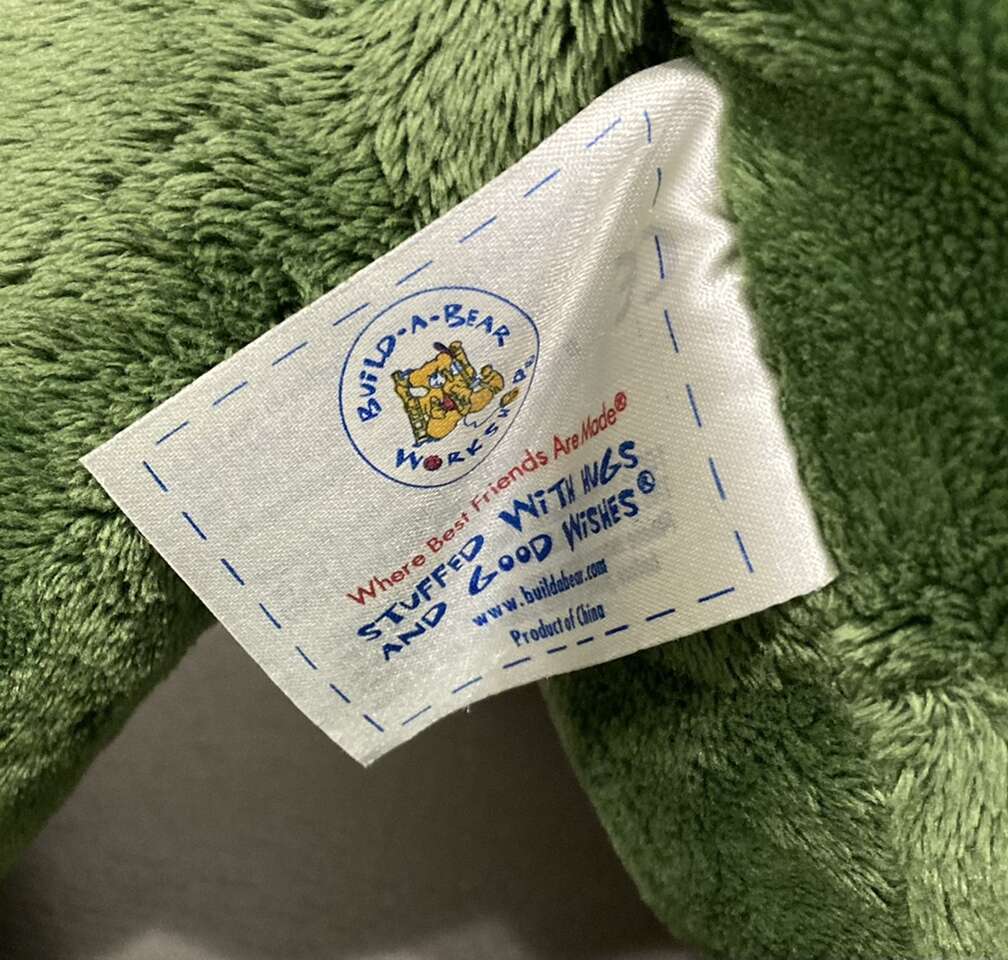 BUILD-A-BEAR
WORKSHOP®
Where Best Friends Are Made®
STUFFED WITH HUGS
AND GOOD WISHES®
www.buildabear.com
Product of China